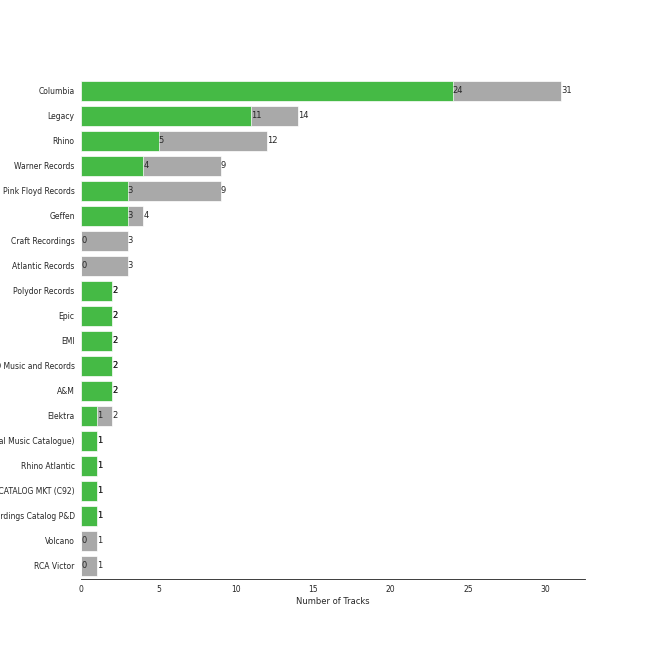 Columbia 24 31
Legacy 11 14
Rhino 5 12
Warner Records 4 9
Pink Floyd Records 3 9
Geffen 3 4
Craft Recordings 0 3
Atlantic Records 0 3
Polydor Records 2
Epic 2
EMI 2
Music and Records 2
A&M 2
Elektra 1 2
Music Catalogue) 1
Rhino Atlantic 1
CATALOG MKT (C92) 1
Catalog P&D 1
Volcano 0 1
RCA Victor 0 1
0 5 10 15 20 25 30
Number of Tracks